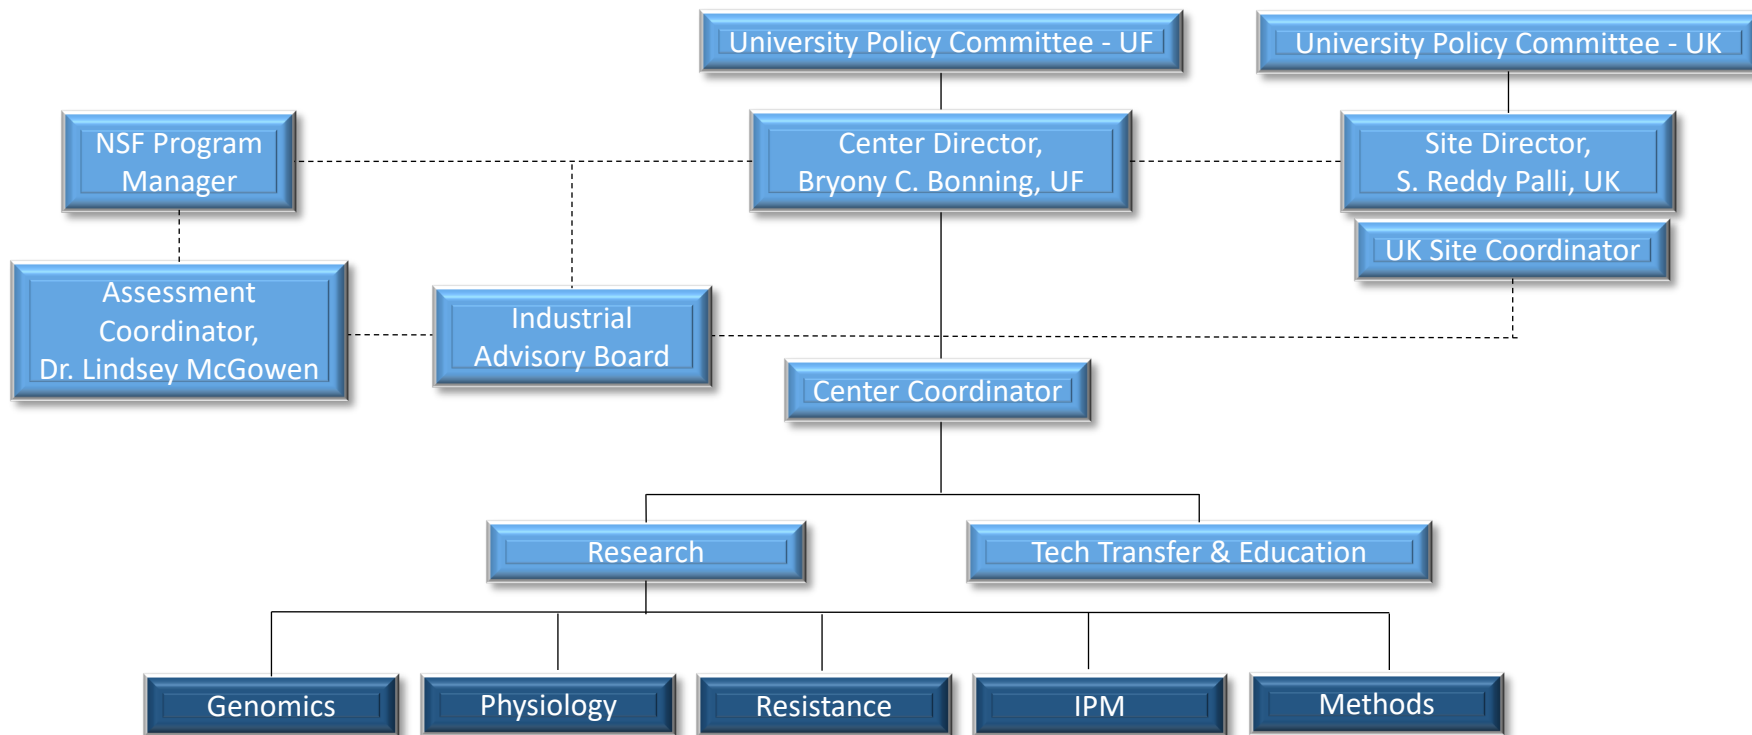 University Policy Committee - UF
University Policy Committee - UK
NSF Program
Manager
Center Director,
Bryony C. Bonning, UF
Site Director,
S. Reddy Palli, UK
UK Site Coordinator
Assessment
Coordinator,
Dr. Lindsey McGowen
Industrial
Advisory Board
Center Coordinator
Research
Tech Transfer & Education
Genomics
Physiology
Resistance
IPM
Methods